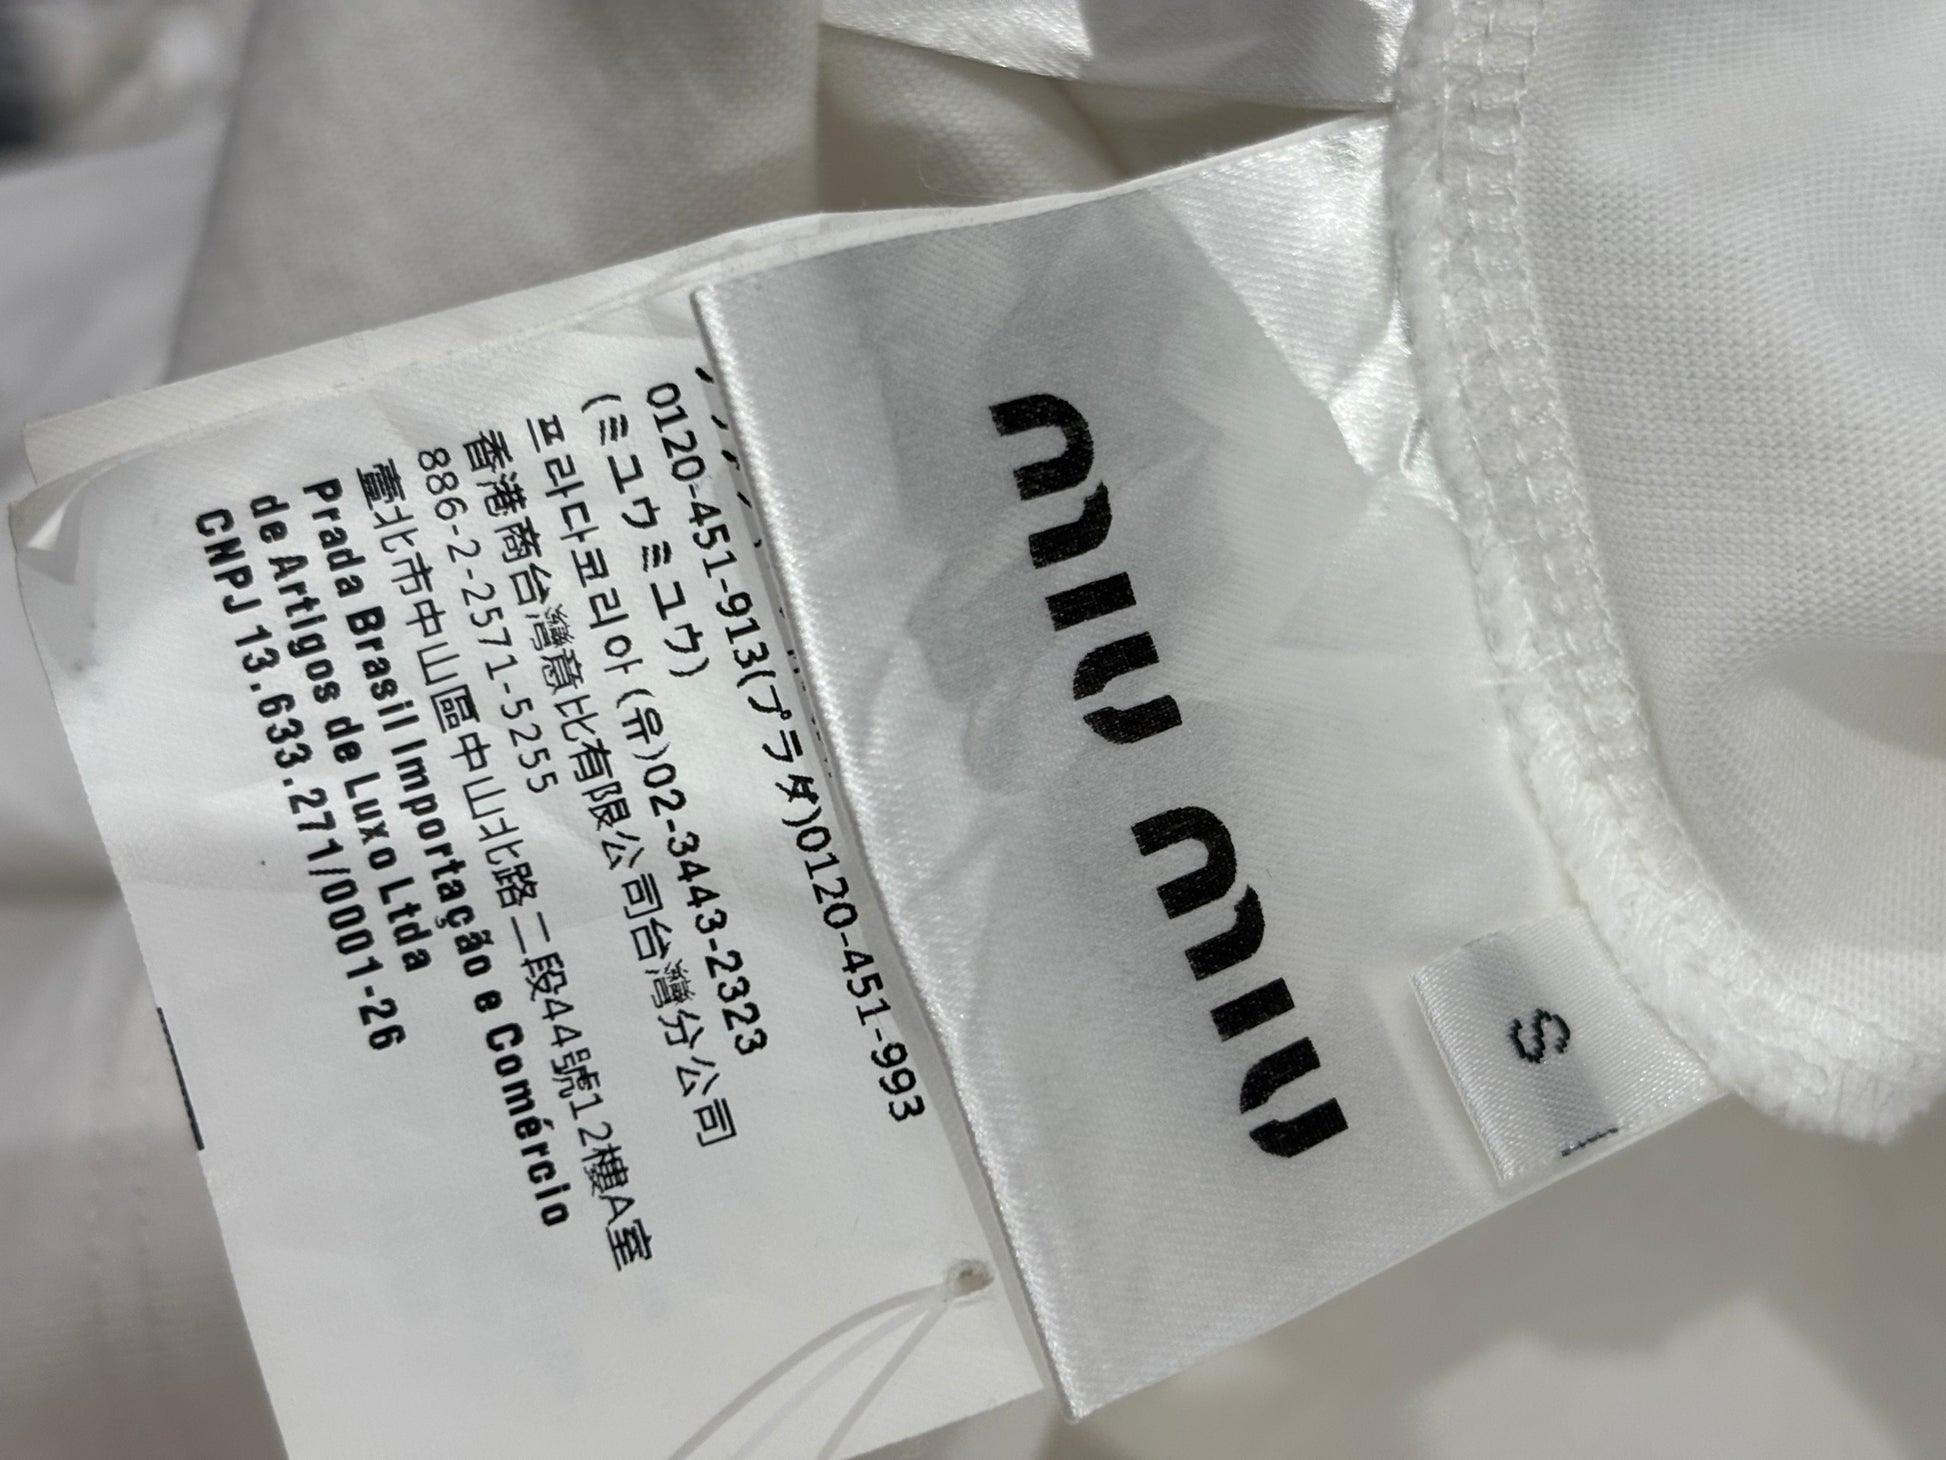 miu miu
S
0120-451-913(プラダ)0120-451-993
(ミュウミュウ)
프라다코리아 (유)02-3443-2323
香港商台灣薏比有限公司台灣分公司
886-2-2571-5255
臺北市中山區中山北路二段44號12樓A室
Prada Brasil Importação e Comércio
de Artigos de Luxo Ltda
CNPJ 13.633.271/0001-26